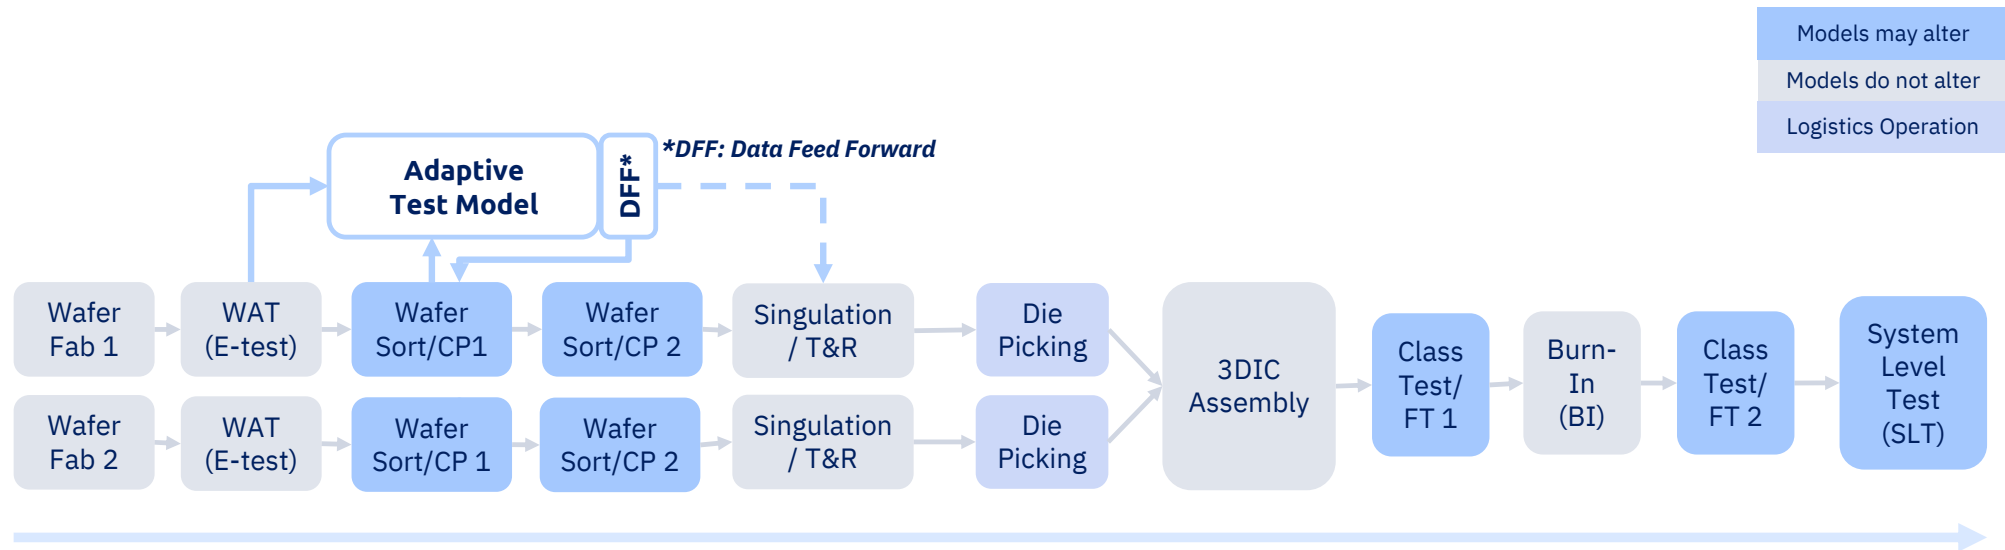 Models may alter
Models do not alter
Logistics Operation
Adaptive
Test Model
DFF*
*DFF: Data Feed Forward
Wafer
Fab 1
WAT
(E-test)
Wafer
Sort/CP1
Wafer
Sort/CP 2
Singulation
/ T&R
Die
Picking
Wafer
Fab 2
WAT
(E-test)
Wafer
Sort/CP 1
Wafer
Sort/CP 2
Singulation
/ T&R
Die
Picking
3DIC
Assembly
Class
Test/
FT 1
Burn-
In
(BI)
Class
Test/
FT 2
System
Level
Test
(SLT)